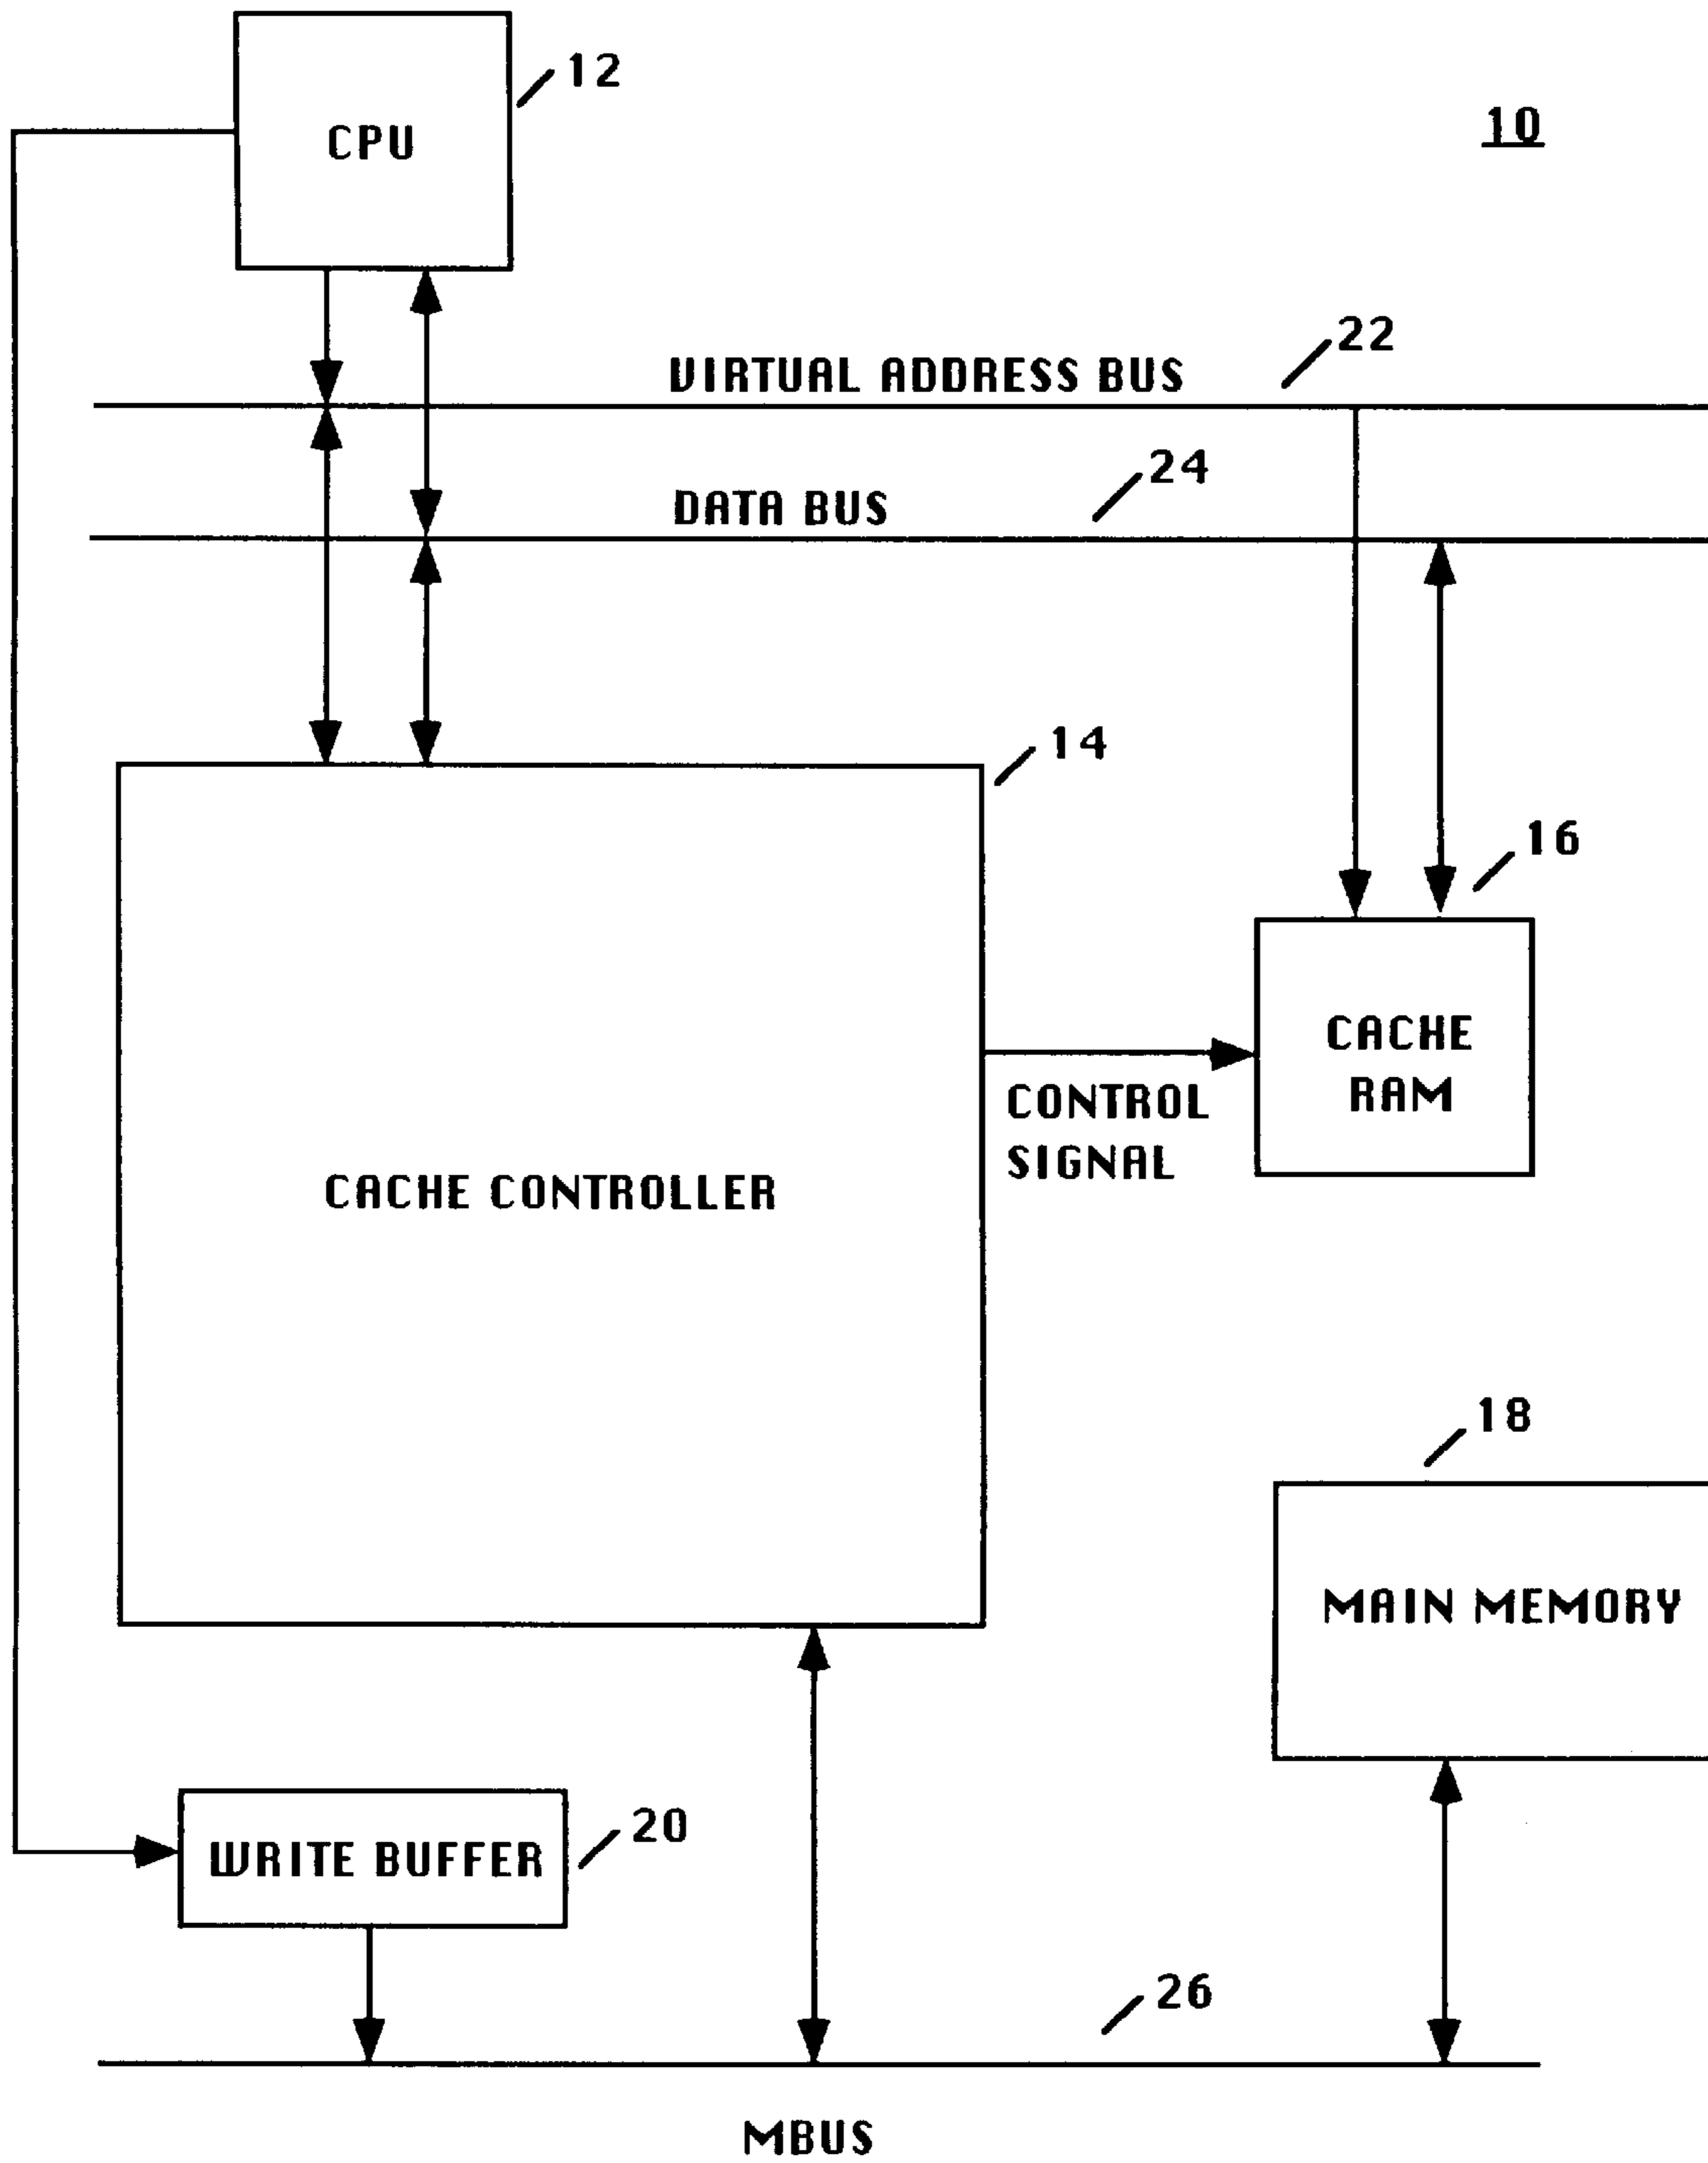 CPU
12
10
VIRTUAL ADDRESS BUS
22
DATA BUS
24
14
16
CACHE
RAM
CONTROL
SIGNAL
CACHE CONTROLLER
18
MAIN MEMORY
WRITE BUFFER
20
26
MBUS